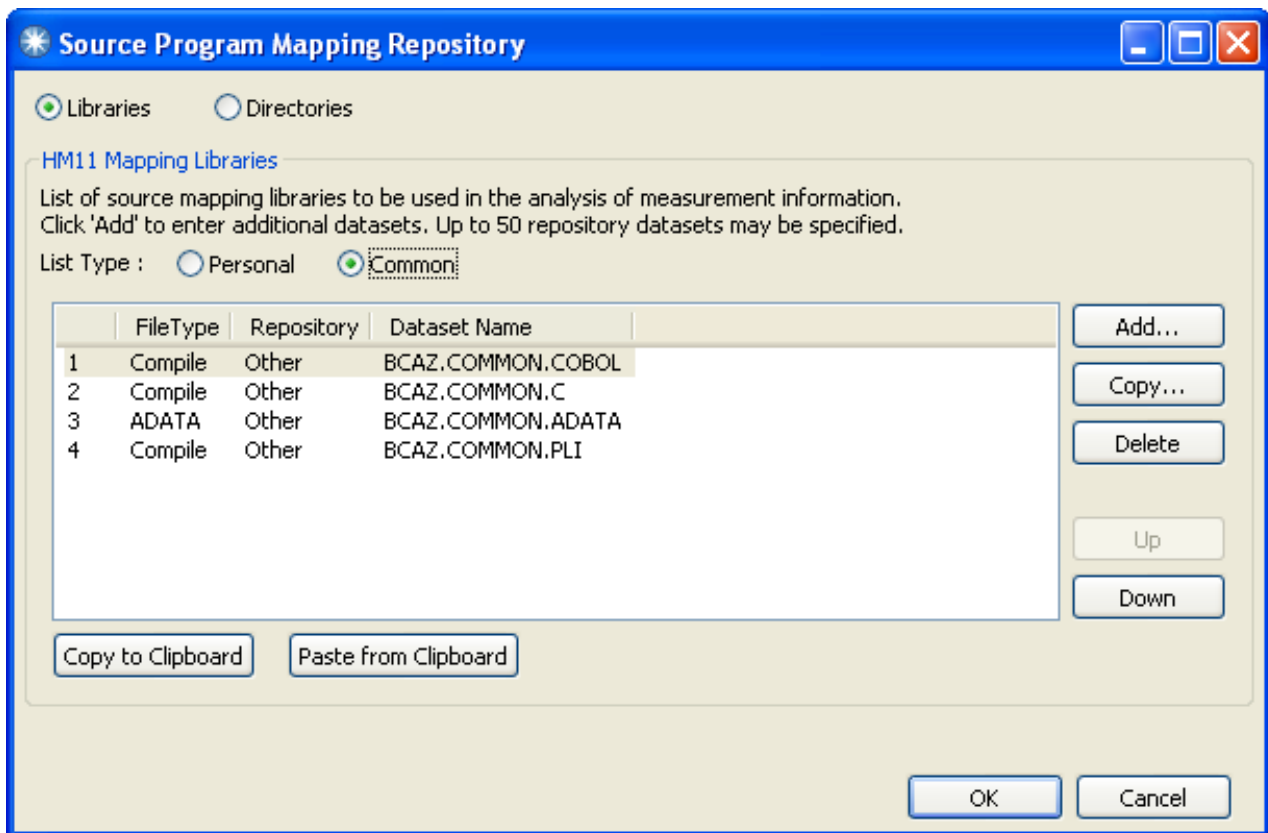 Source Program Mapping Repository
Libraries Directories
HM11 Mapping Libraries
List of source mapping libraries to be used in the analysis of measurement information.
Click 'Add' to enter additional datasets. Up to 50 repository datasets may be specified.
List Type : Personal Common
FileType Repository Dataset Name
1 Compile Other BCAZ.COMMON.COBOL
2 Compile Other BCAZ.COMMON.C
3 ADATA Other BCAZ.COMMON.ADATA
4 Compile Other BCAZ.COMMON.PLI
Add...
Copy...
Delete
Up
Down
Copy to Clipboard Paste from Clipboard
OK Cancel